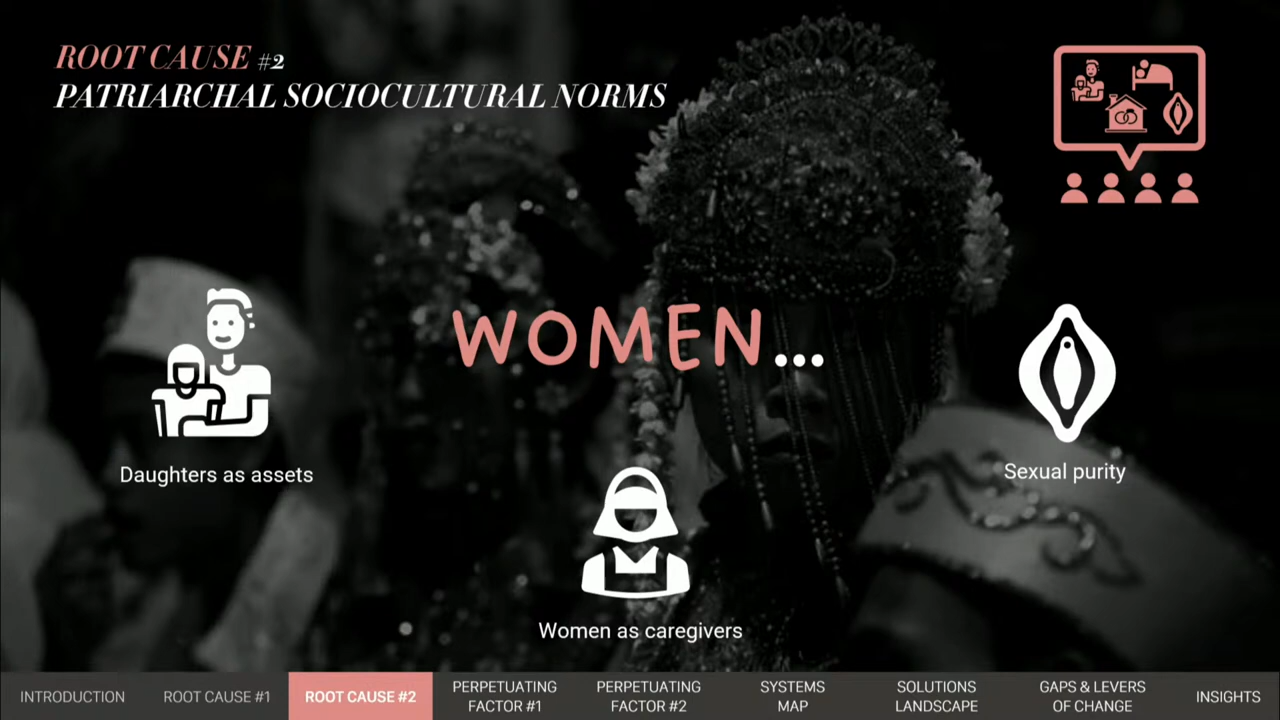 ROOT CAUSE #2
PATRIARCHAL SOCIOCULTURAL NORMS
WOMEN...
Daughters as assets
Sexual purity
Women as caregivers
INTRODUCTION
ROOT CAUSE #1
ROOT CAUSE #2
PERPETUATING
FACTOR #1
PERPETUATING
FACTOR #2
SYSTEMS
MAP
SOLUTIONS
LANDSCAPE
GAPS & LEVERS
OF CHANGE
INSIGHTS